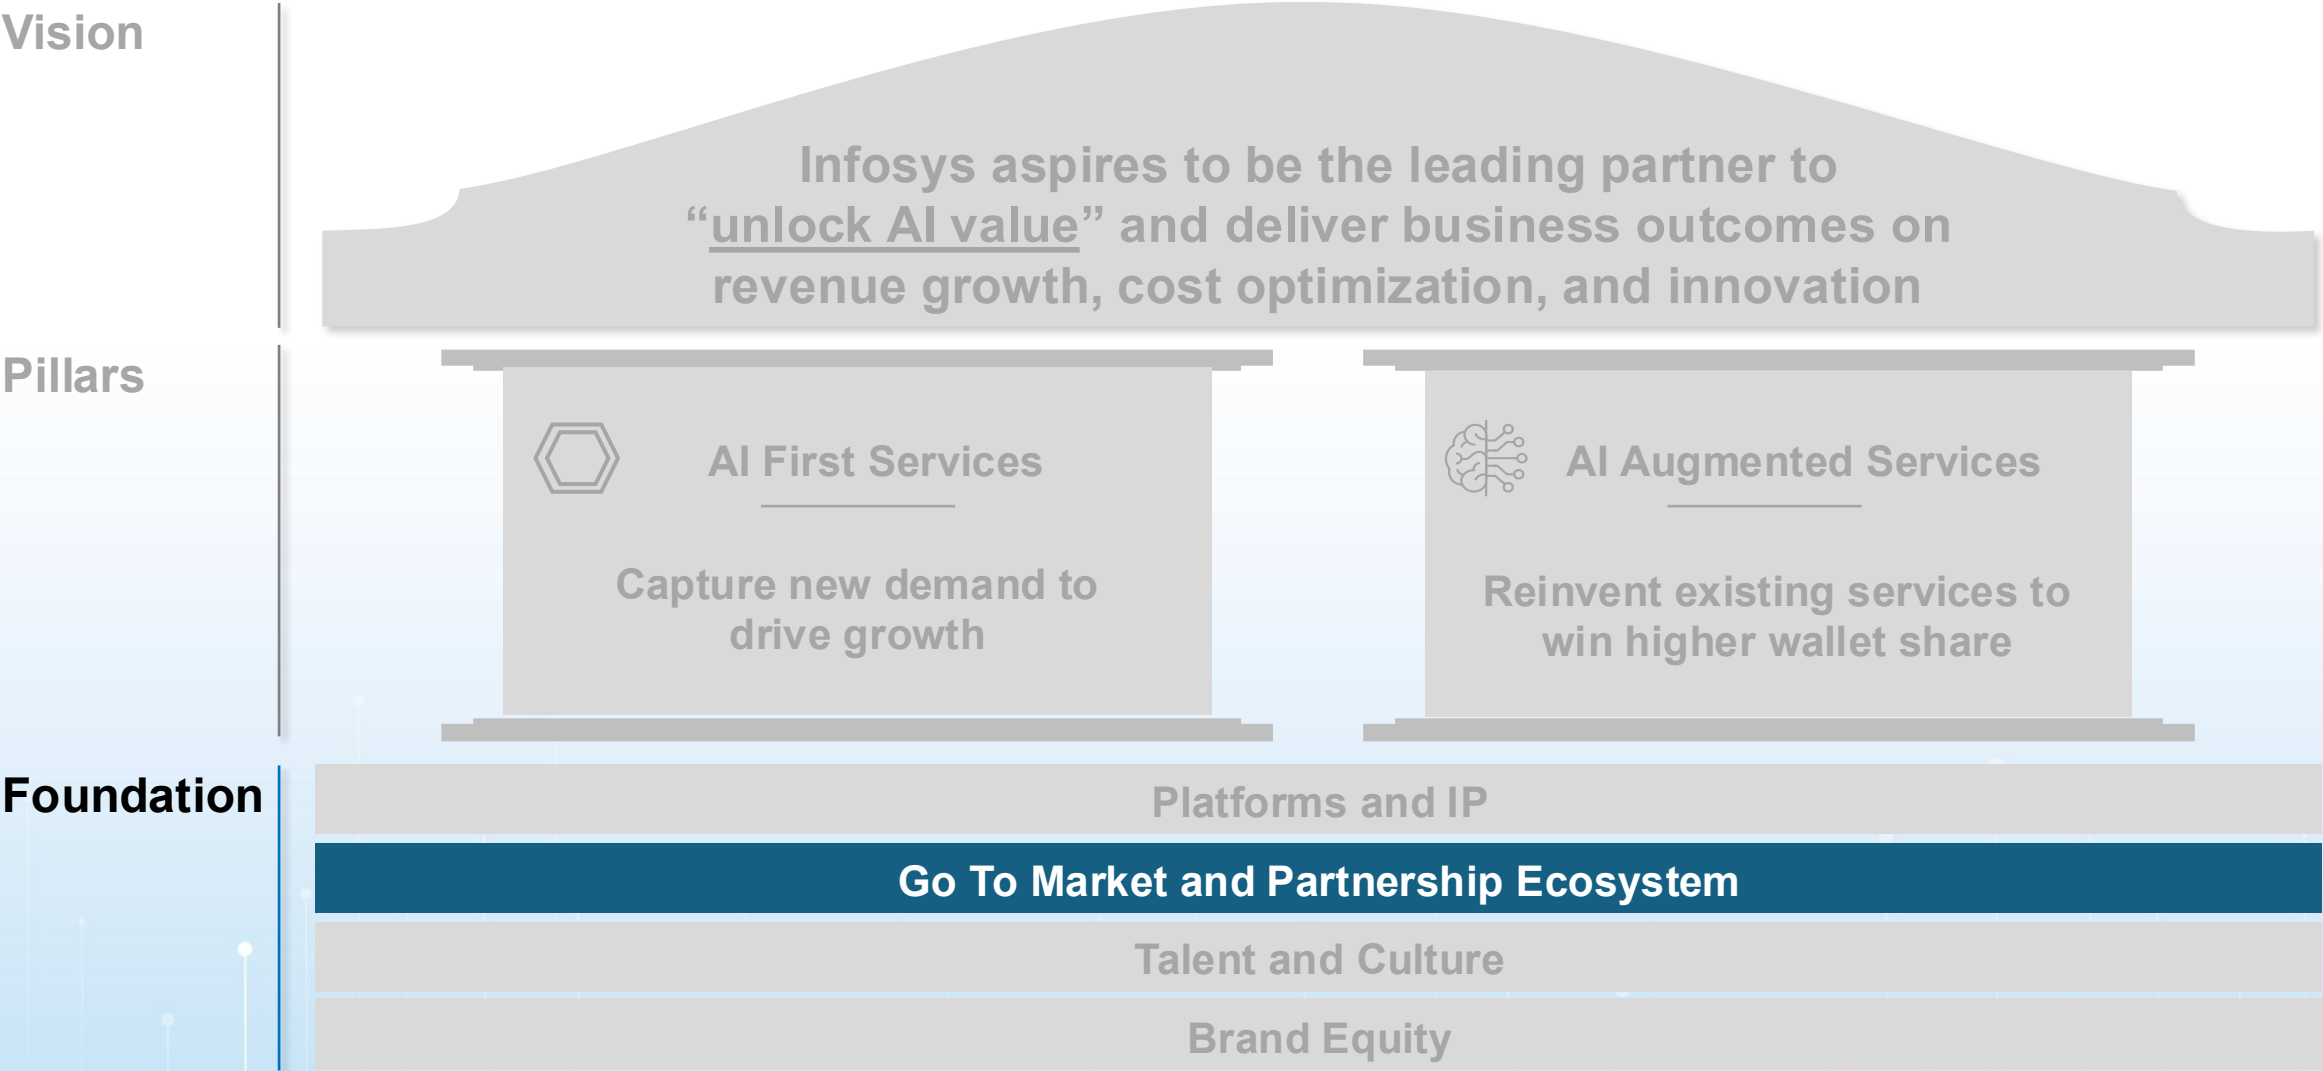 Vision
Infosys aspires to be the leading partner to
“unlock AI value” and deliver business outcomes on
revenue growth, cost optimization, and innovation
Pillars
AI First Services
Capture new demand to
drive growth
AI Augmented Services
Reinvent existing services to
win higher wallet share
Foundation
Platforms and IP
Go To Market and Partnership Ecosystem
Talent and Culture
Brand Equity